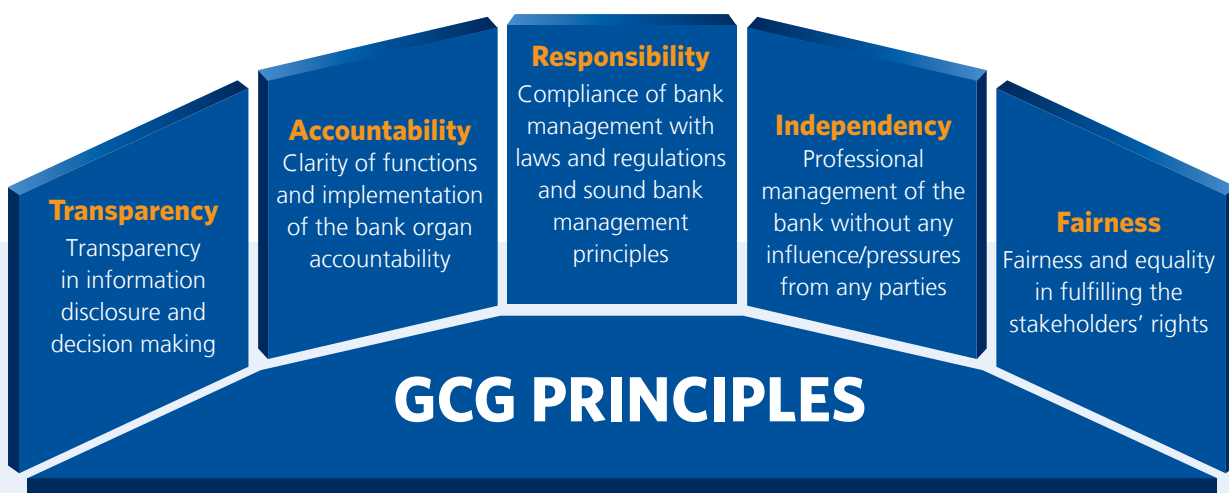 Transparency
Transparency
in information
disclosure and
decision making
Accountability
Clarity of functions
and implementation
of the bank organ
accountability
Responsibility
Compliance of bank
management with
laws and regulations
and sound bank
management
principles
Independency
Professional
management of the
bank without any
influence/pressures
from any parties
Fairness
Fairness and equality
in fulfilling the
stakeholders’ rights
GCG PRINCIPLES